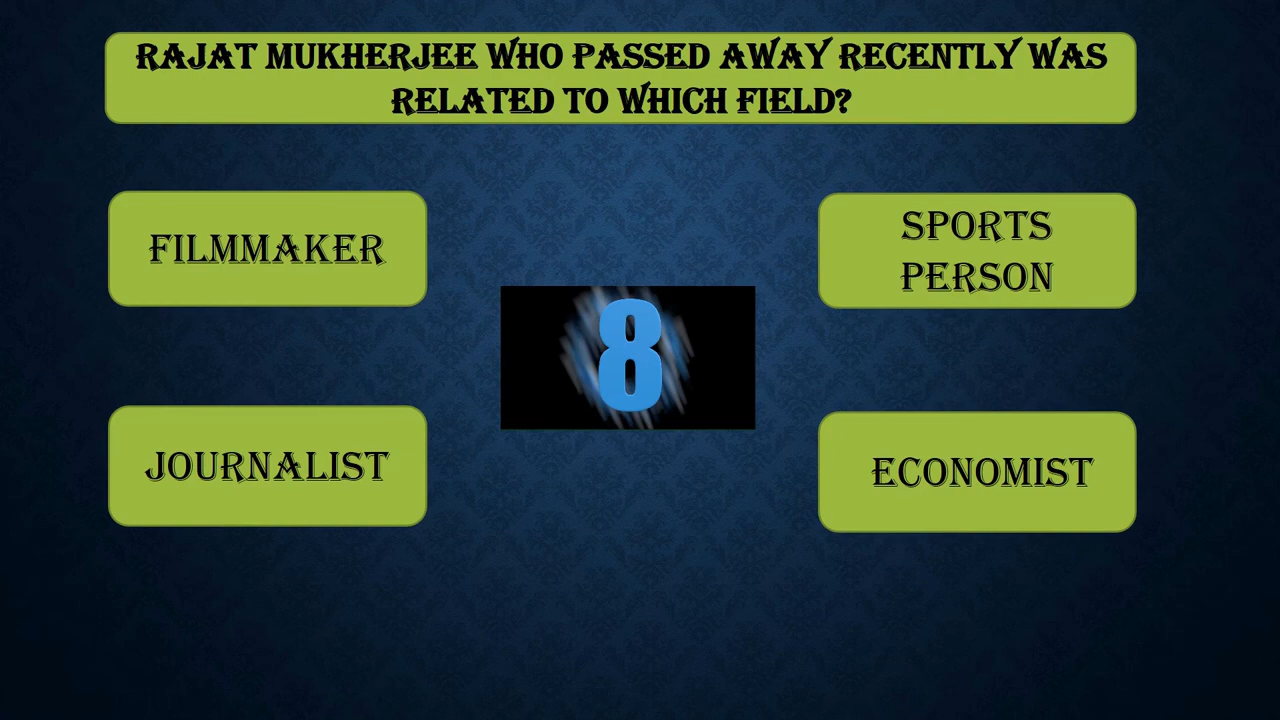 RAJAT MUKHERJEE WHO PASSED AWAY RECENTLY WAS
RELATED TO WHICH FIELD?
FILMMAKER
SPORTS
PERSON
8
JOURNALIST
ECONOMIST